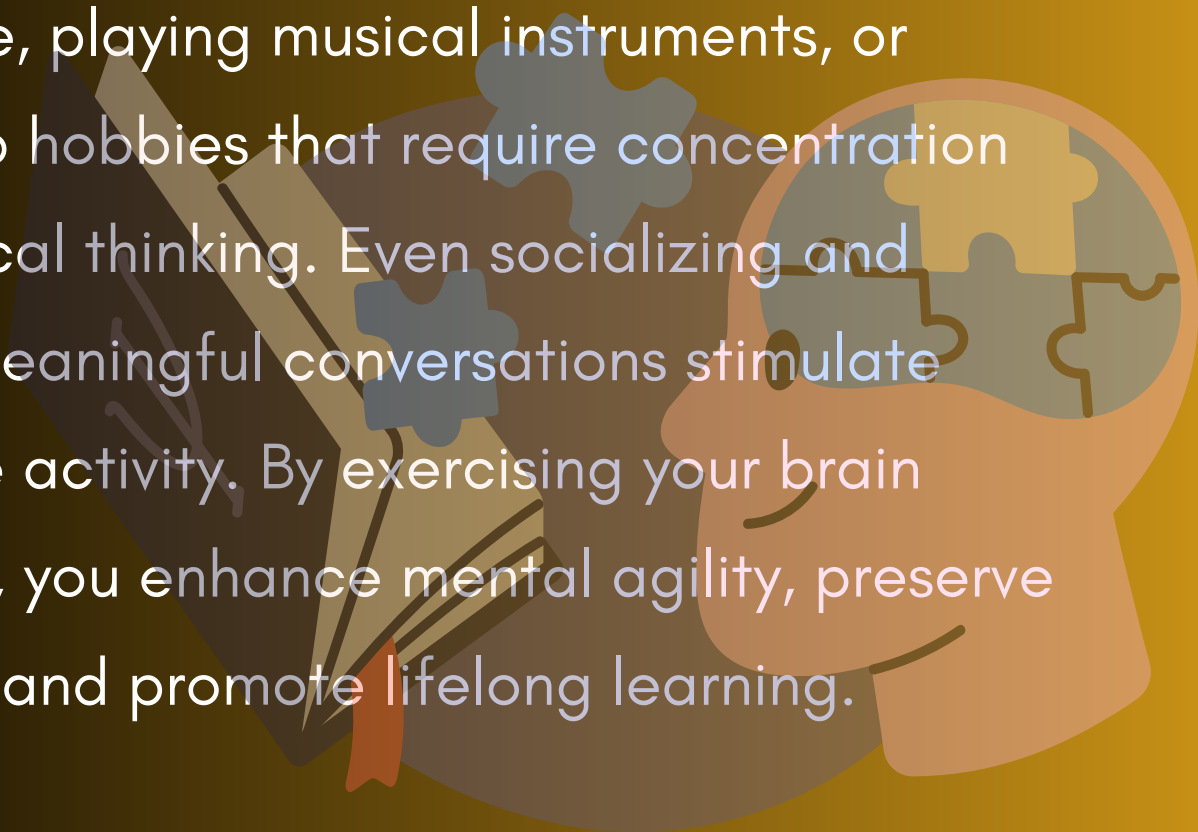 e, playing musical instruments, or
o hobbies that require concentration
cal thinking. Even socializing and
eaningful conversations stimulate
e activity. By exercising your brain
, you enhance mental agility, preserve
and promote lifelong learning.